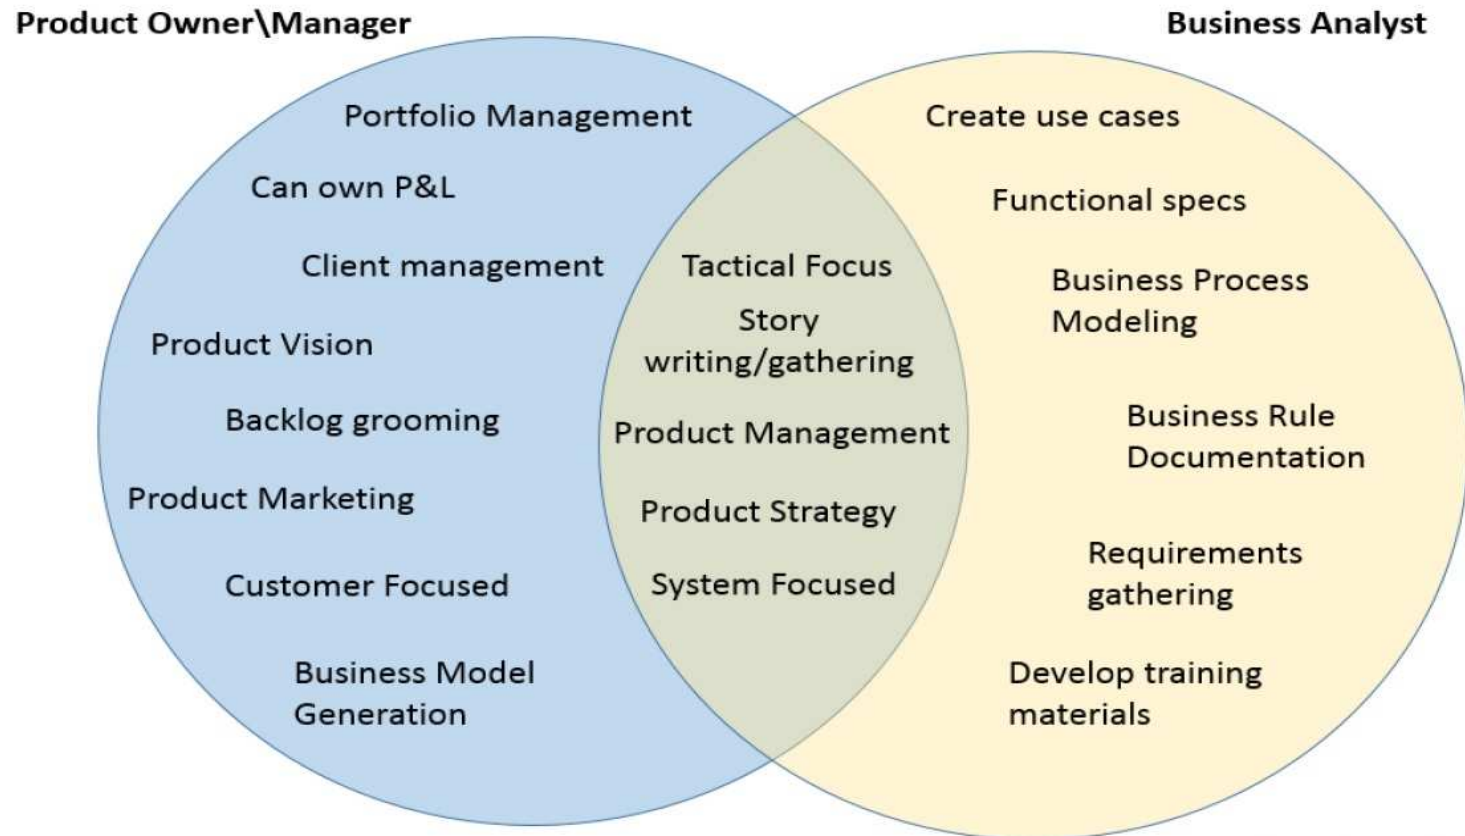 Product Owner\Manager
Business Analyst
Portfolio Management
Can own P&L
Client management
Product Vision
Backlog grooming
Product Marketing
Customer Focused
Business Model
Generation
Tactical Focus
Story
writing/gathering
Product Management
Product Strategy
System Focused
Create use cases
Functional specs
Business Process
Modeling
Business Rule
Documentation
Requirements
gathering
Develop training
materials